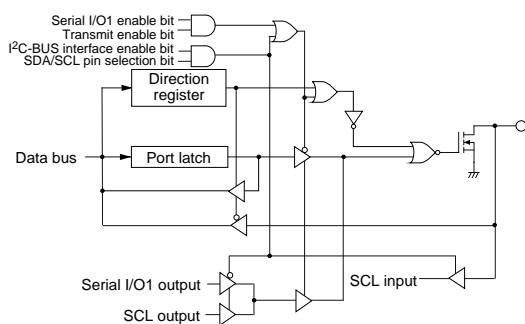 Serial I/O1 enable bit
Transmit enable bit
I²C-BUS interface enable bit
SDA/SCL pin selection bit
Direction
register
Data bus
Port latch
Serial I/O1 output
SCL input
SCL output